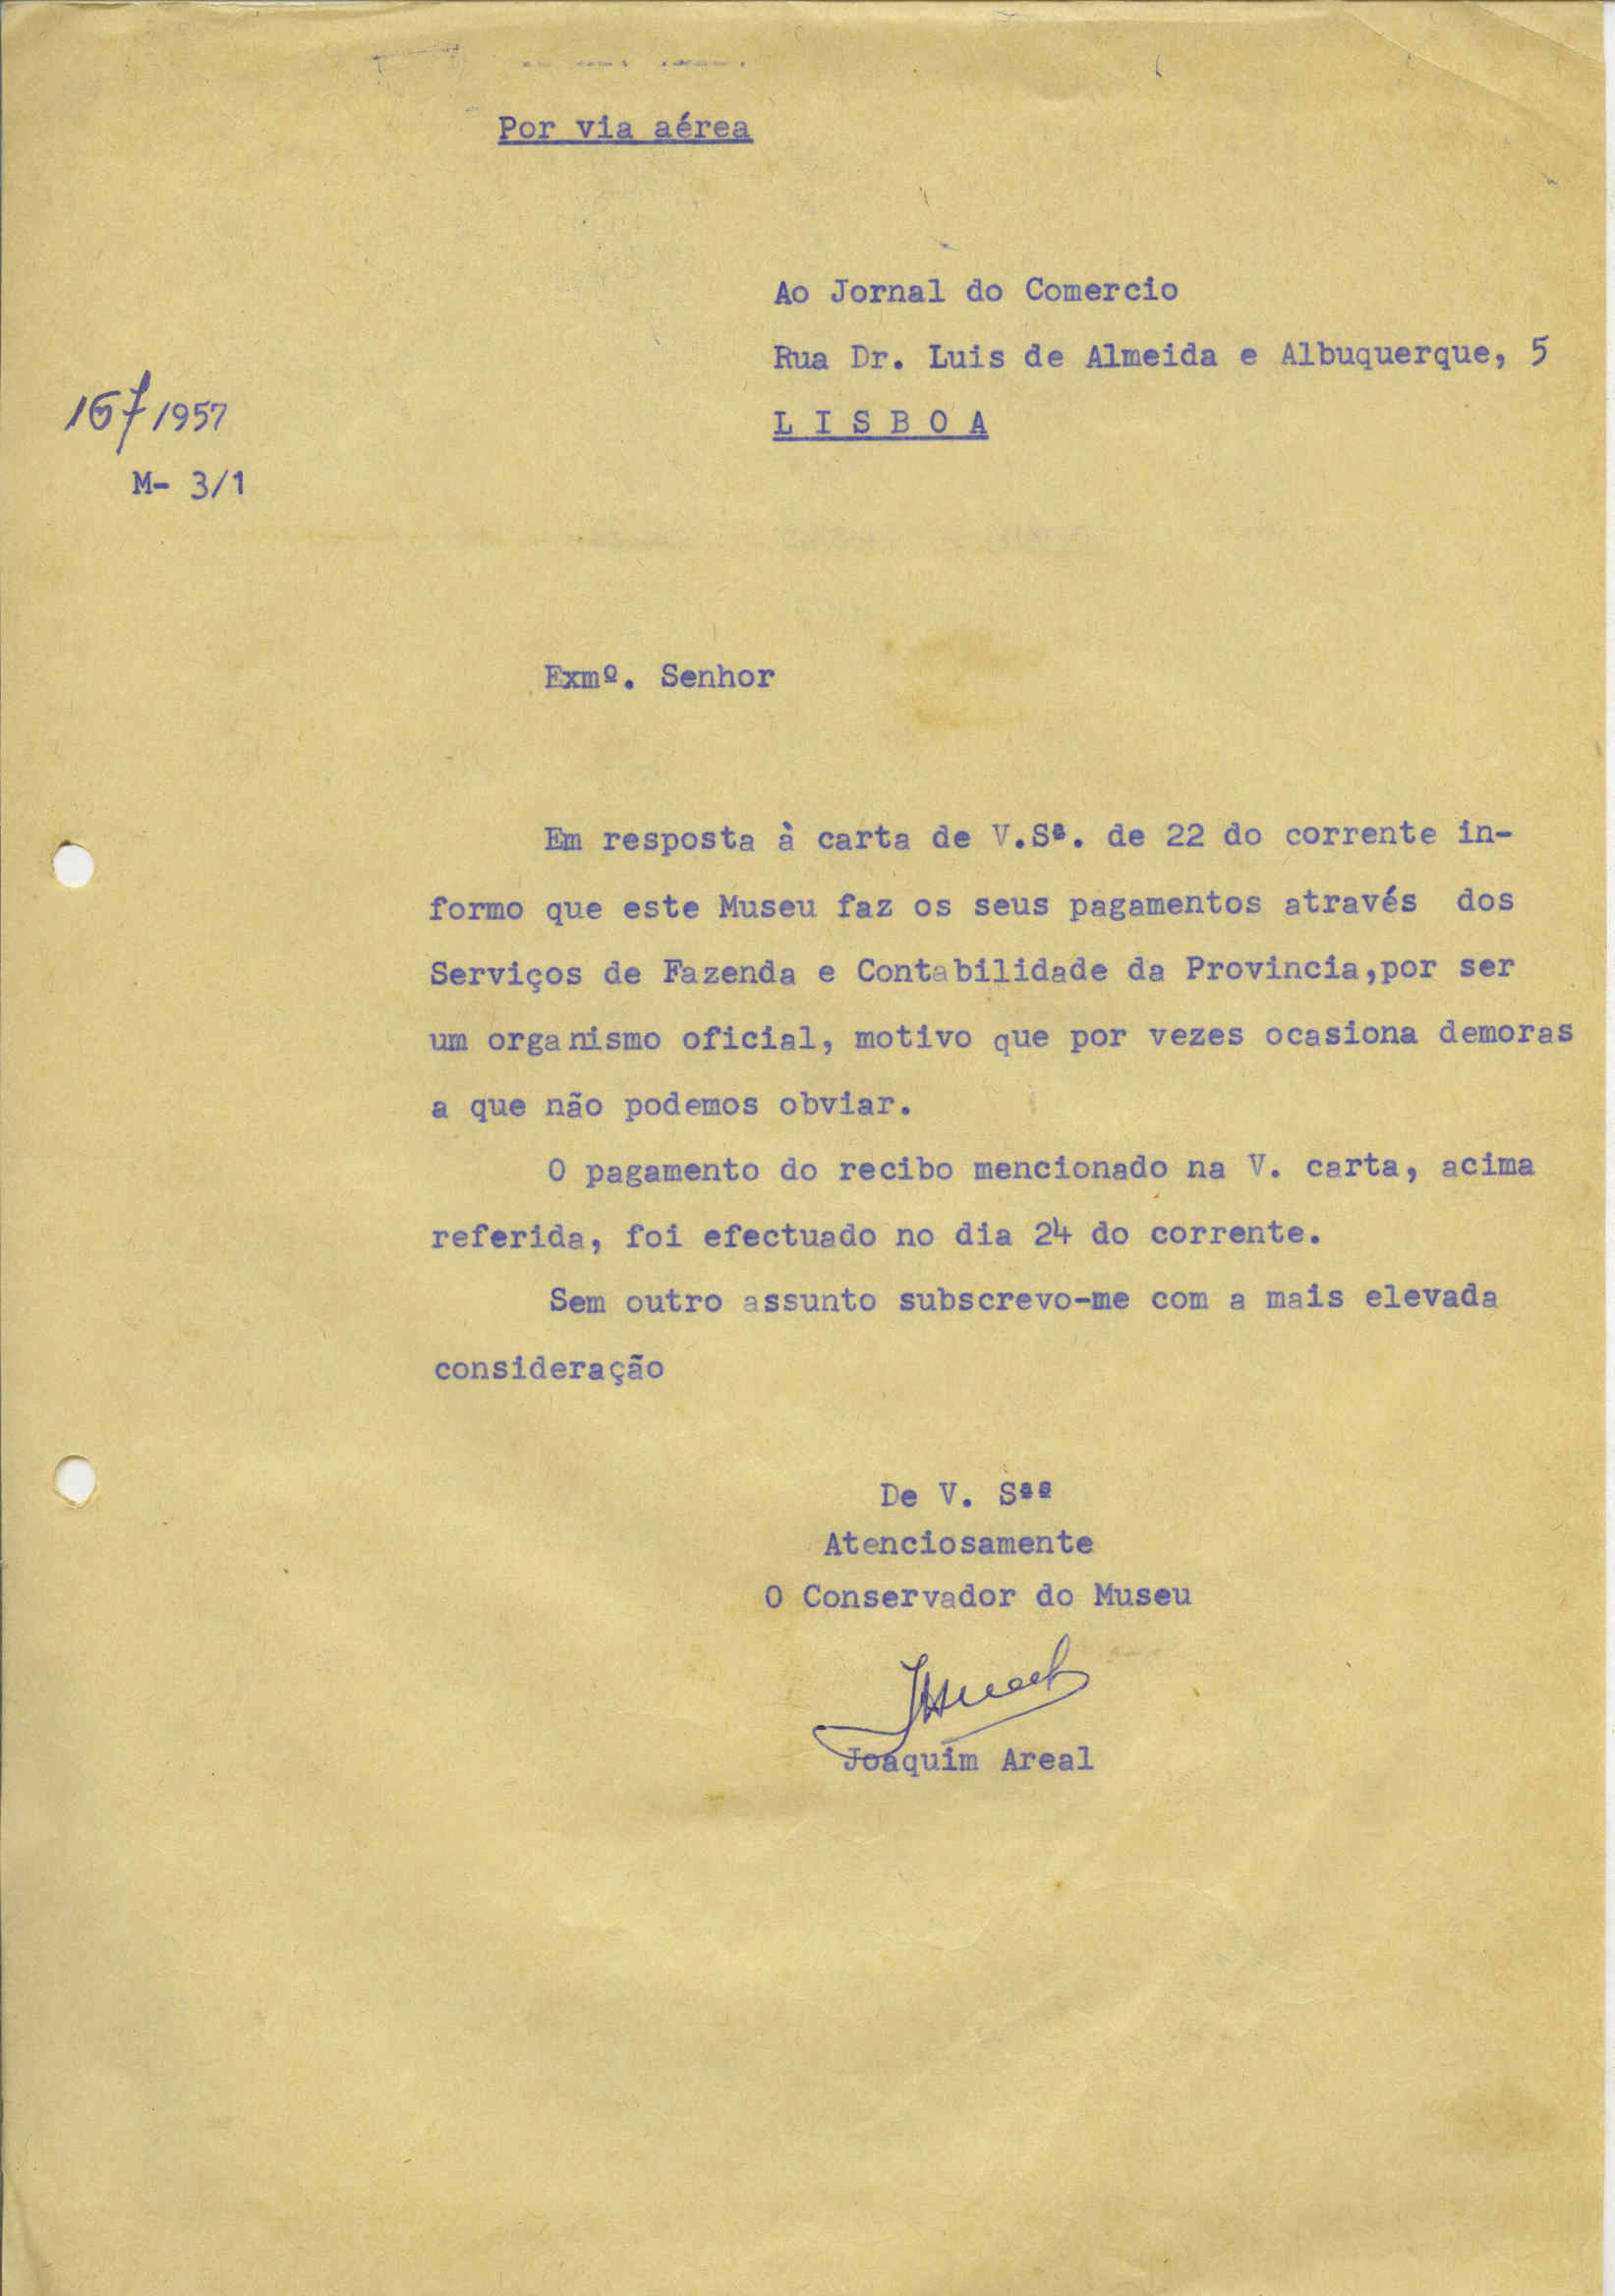 Por via aérea
Ao Jornal do Comercio
Rua Dr. Luis de Almeida e Albuquerque, 5
167/1957
L I S B O A
M- 3/1
Exmº. Senhor
Em resposta à carta de V.Sª. de 22 do corrente in-
formo que este Museu faz os seus pagamentos através dos
Serviços de Fazenda e Contabilidade da Provincia,por ser
um organismo oficial, motivo que por vezes ocasiona demoras
a que não podemos obviar.
O pagamento do recibo mencionado na V. carta, acima
referida, foi efectuado no dia 24 do corrente.
Sem outro assunto subscrevo-me com a mais elevada
consideração
De V. Sªs
Atenciosamente
O Conservador do Museu
Joaquim Areal